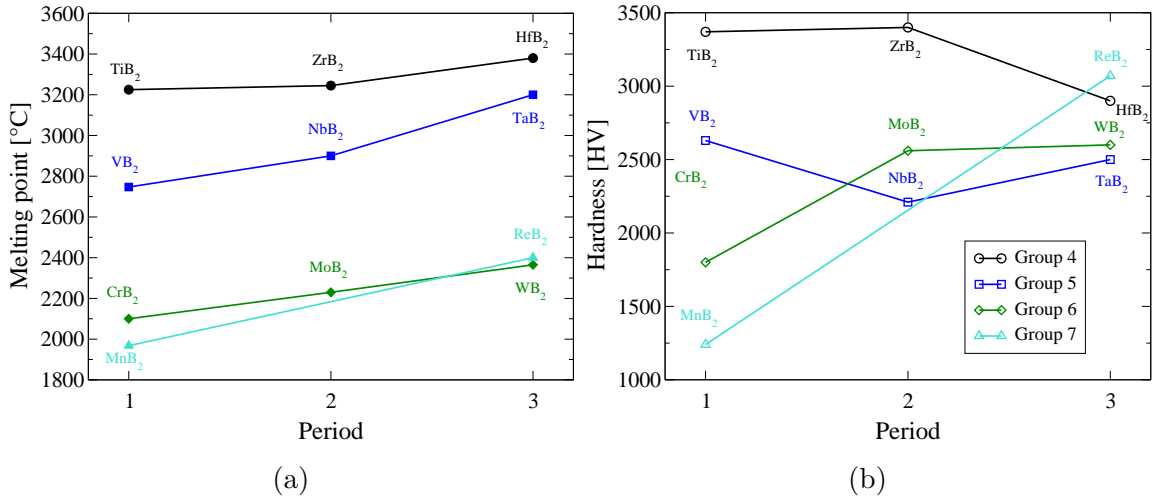 3400
3200
3000
2800
2600
2400
2200
2000
1800
Melting point [°C]
1
2
3
Period
TiB₂
ZrB₂
HfB₂
VB₂
NbB₂
TaB₂
CrB₂
MoB₂
ReB₂
WB₂
MnB₂
(a)
3500
3000
2500
2000
1500
1000
Hardness [HV]
1
2
3
Period
TiB₂
ZrB₂
ReB₂
HfB₂
VB₂
MoB₂
WB₂
CrB₂
NbB₂
TaB₂
MnB₂
Group 4
Group 5
Group 6
Group 7
(b)